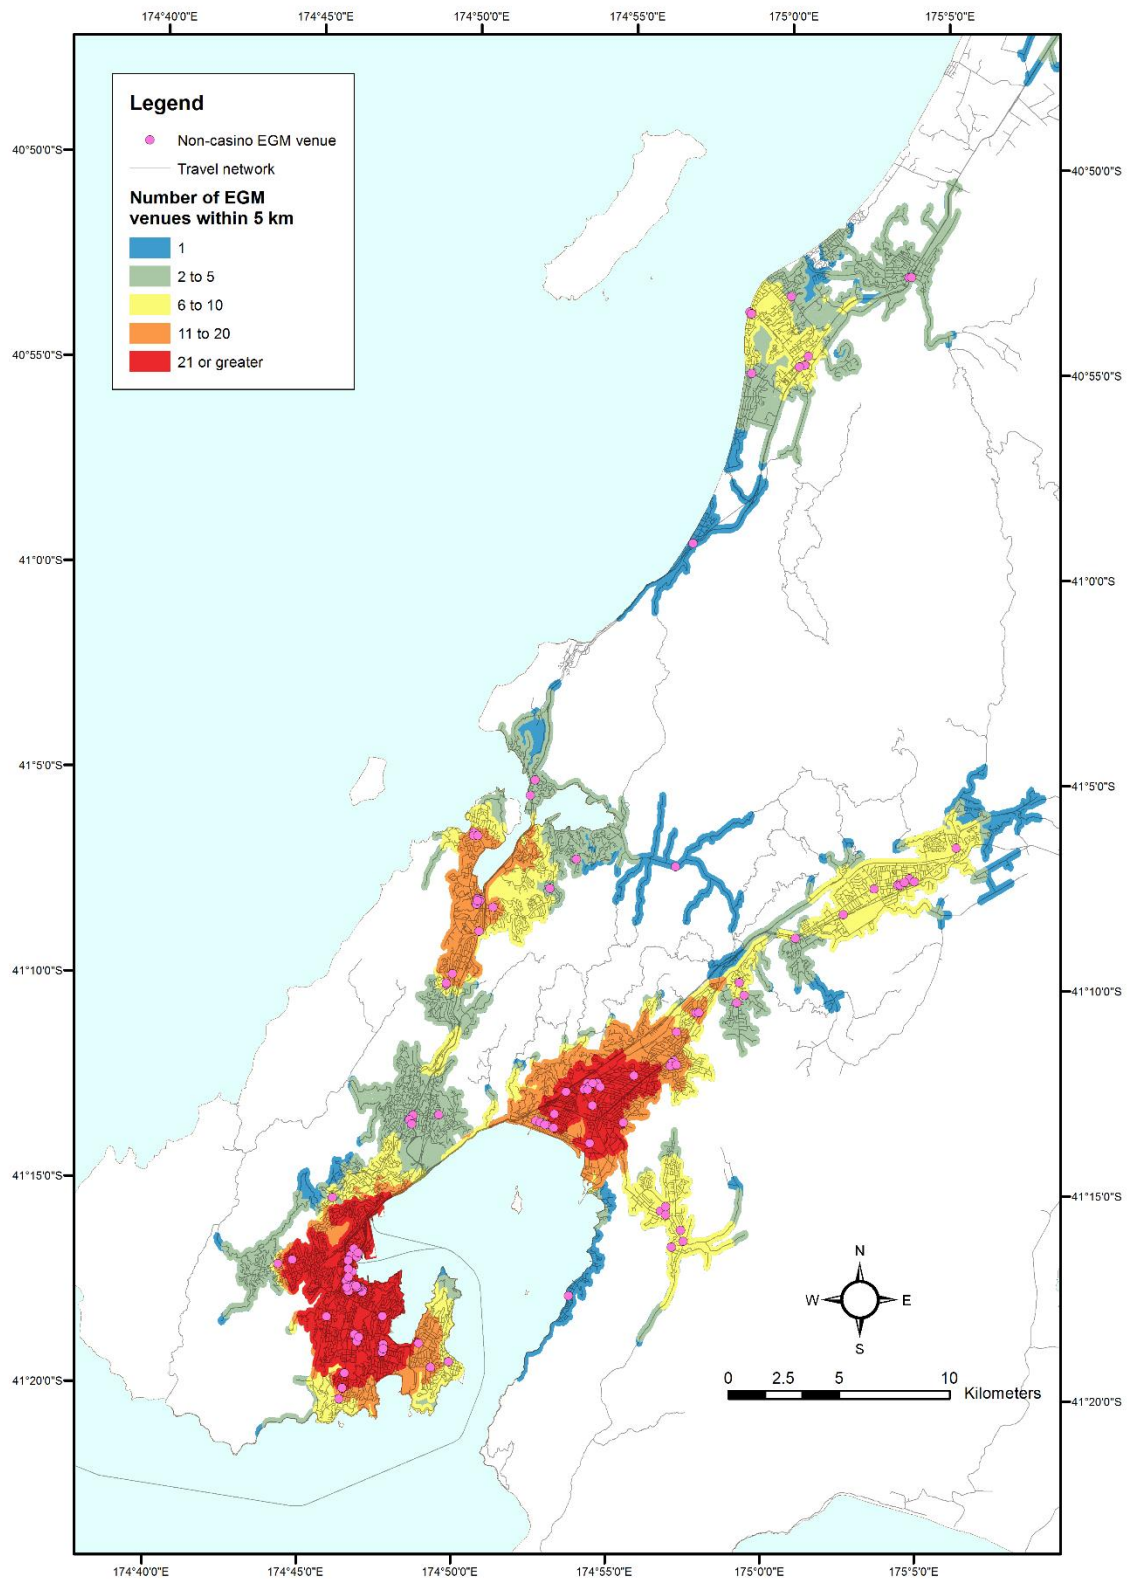 174°40'0"E 174°45'0"E 174°50'0"E 174°55'0"E 175°0'0"E 175°5'0"E
Legend
Non-casino EGM venue
Travel network
Number of EGM
venues within 5 km
1
2 to 5
6 to 10
11 to 20
21 or greater
40°50'0"S
40°55'0"S
41°0'0"S
41°5'0"S
41°10'0"S
41°15'0"S
41°20'0"S
40°50'0"S
40°55'0"S
41°0'0"S
41°5'0"S
41°10'0"S
41°15'0"S
41°20'0"S
N
W E
S
0 2.5 5 10
Kilometers
174°40'0"E 174°45'0"E 174°50'0"E 174°55'0"E 175°0'0"E 175°5'0"E